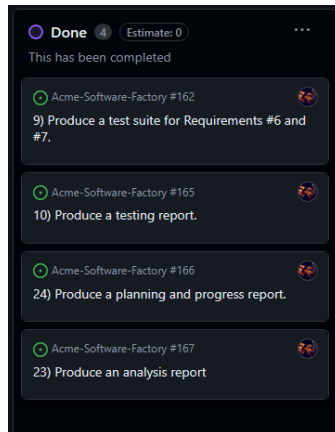 Done 4 Estimate: 0 ...
This has been completed
Acme-Software-Factory #162
9) Produce a test suite for Requirements #6 and
#7.
Acme-Software-Factory #165
10) Produce a testing report.
Acme-Software-Factory #166
24) Produce a planning and progress report.
Acme-Software-Factory #167
23) Produce an analysis report